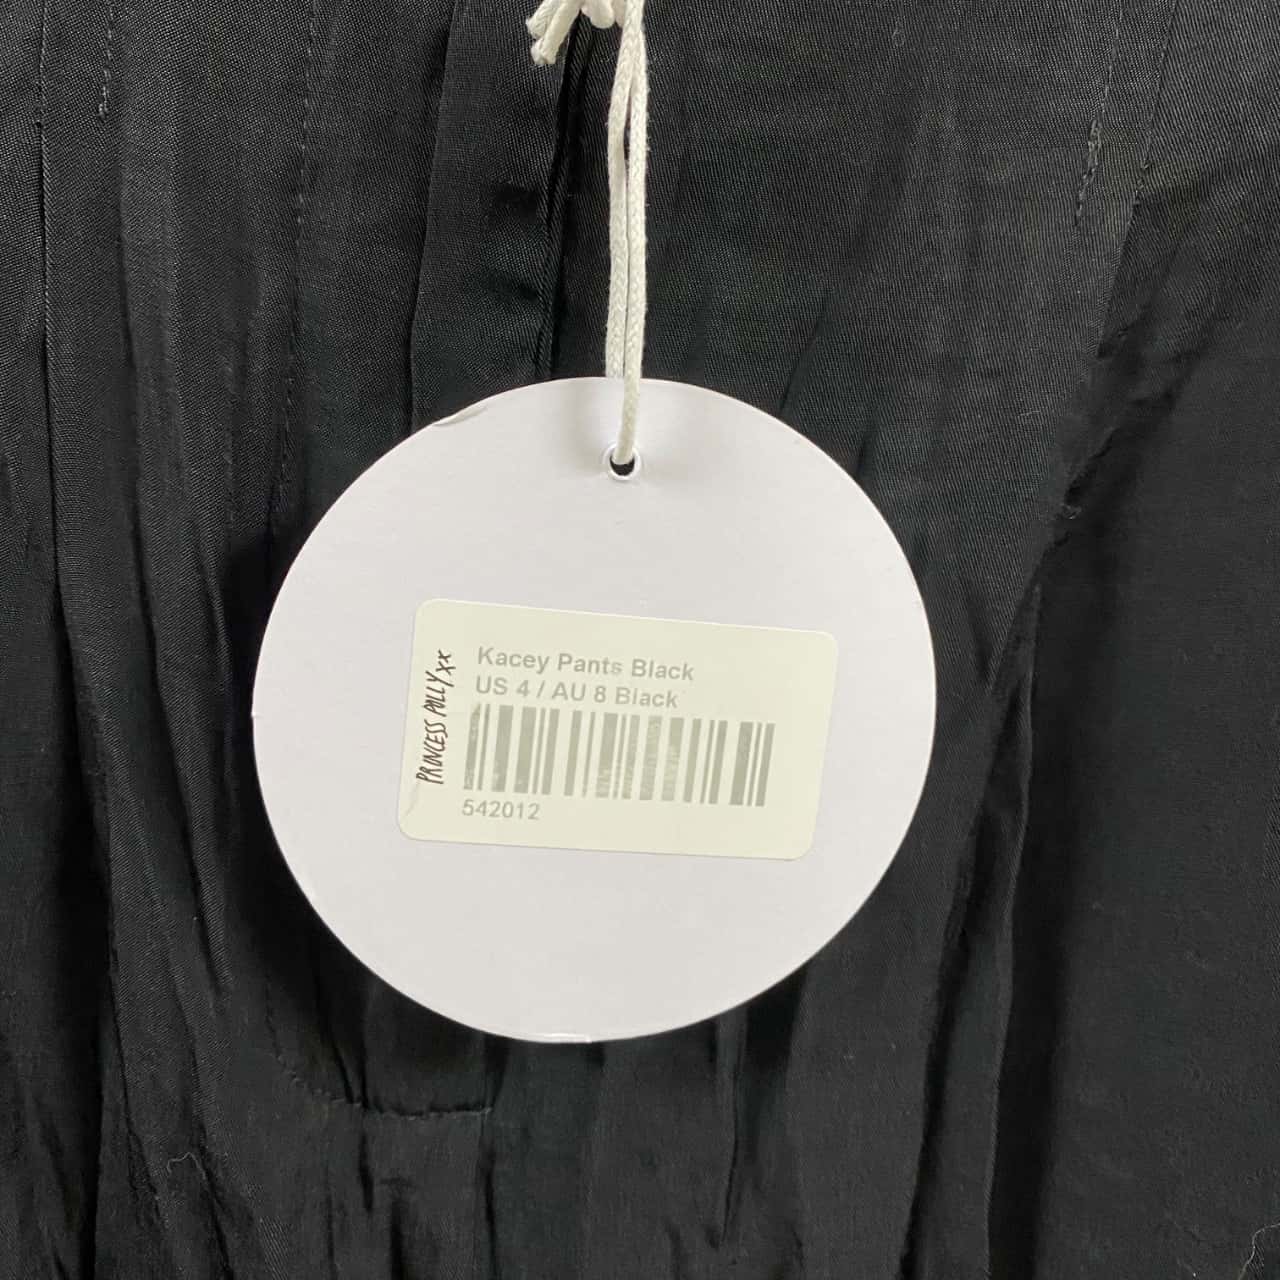 Kacey Pants Black
US 4 / AU 8 Black
542012
PRINCESS POLLY xx